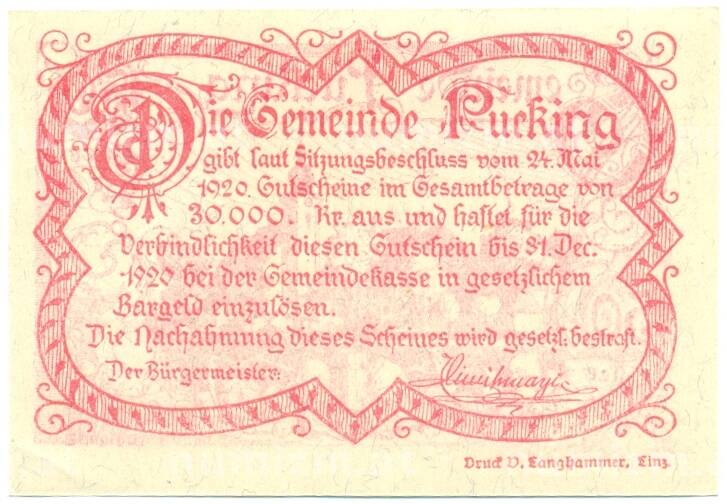 Die Gemeinde Pucking
gibt laut Sitzungsbeschluss vom 24. Mai
1920. Gutscheine im Gesamtbetrage von
30.000. Kr. aus und haftet für die
Verbindlichkeit diesen Gutschein bis 31. Dec.
1920 bei der Gemeindekasse in gesetzlichem
Bargeld einzulösen.
Die Nachahmung dieses Scheines wird gesetzl: bestraft.
Der Bürgermeister:
Druck V. Langhammer, Linz.